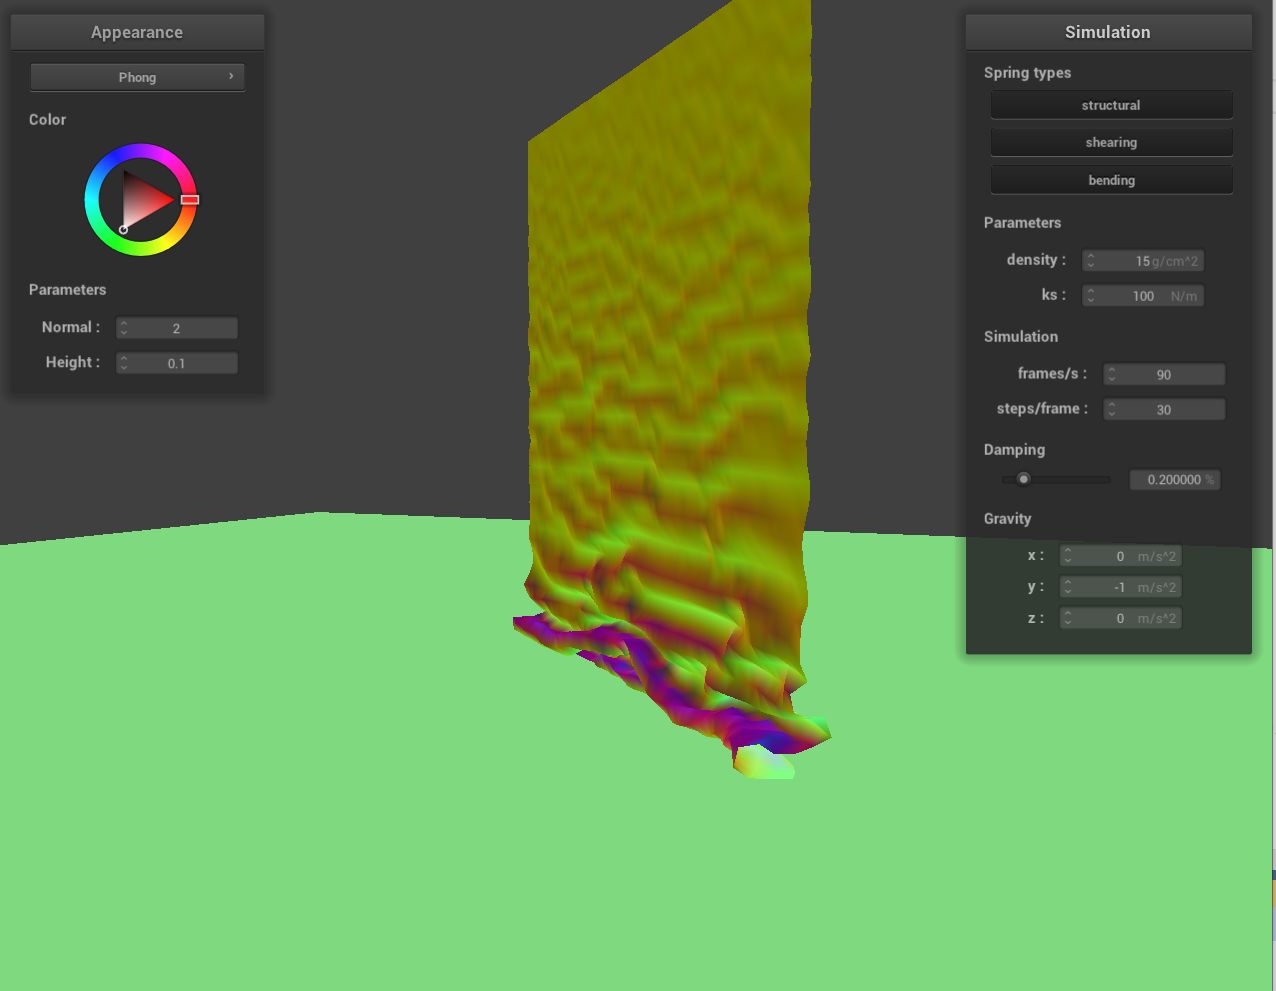 Appearance
Phong
Color
Parameters
Normal : 2
Height : 0.1
Simulation
Spring types
structural
shearing
bending
Parameters
density : 15 g/cm^2
ks : 100 N/m
Simulation
frames/s : 90
steps/frame : 30
Damping
0.200000 %
Gravity
x : 0 m/s^2
y : -1 m/s^2
z : 0 m/s^2